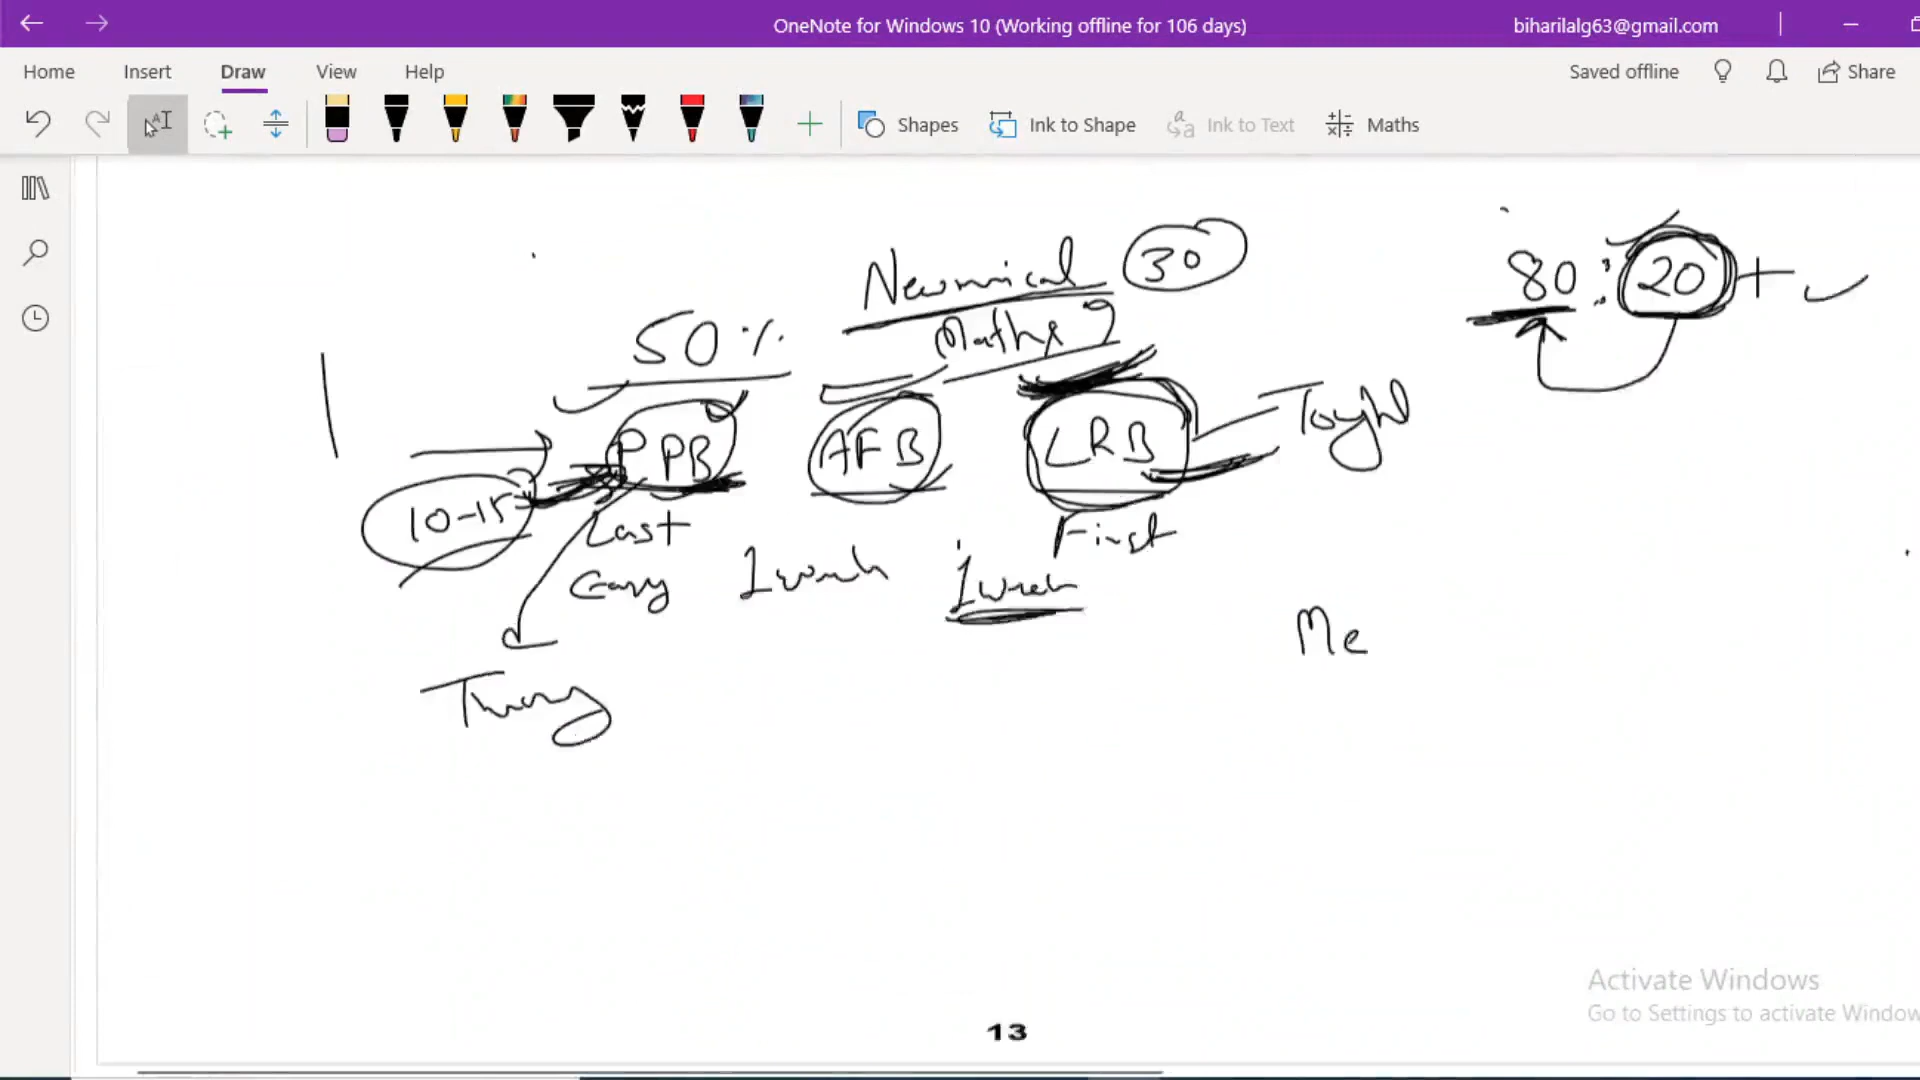 OneNote for Windows 10 (Working offline for 106 days)
biharilalg63@gmail.com
Home Insert Draw View Help
Saved offline Share
Shapes Ink to Shape Ink to Text Maths
Newmical 30
80 : 20 +
50 % Maths
PPB AFB LRB
10-15
Last First
Easy 1 week 1 week
Me
13
Activate Windows
Go to Settings to activate Window